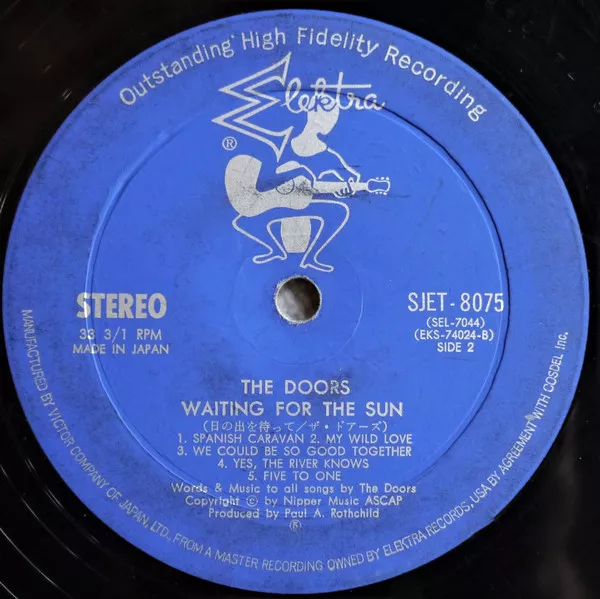 Outstanding High Fidelity Recording
Elektra
®
STEREO
33 3/1 RPM
MADE IN JAPAN
SJET-8075
(SEL-7044)
(EKS-74024-B)
SIDE 2
THE DOORS
WAITING FOR THE SUN
(日の出を待って/ザ・ドアーズ)
1. SPANISH CARAVAN 2. MY WILD LOVE
3. WE COULD BE SO GOOD TOGETHER
4. YES, THE RIVER KNOWS
5. FIVE TO ONE
Words & Music to all songs by The Doors
Copyright © by Nipper Music ASCAP
Produced by Paul A. Rothchild
MANUFACTURED BY VICTOR COMPANY OF JAPAN, LTD., FROM A MASTER RECORDING OWNED BY ELEKTRA RECORDS, USA BY AGREEMENT WITH COSDEL Inc.